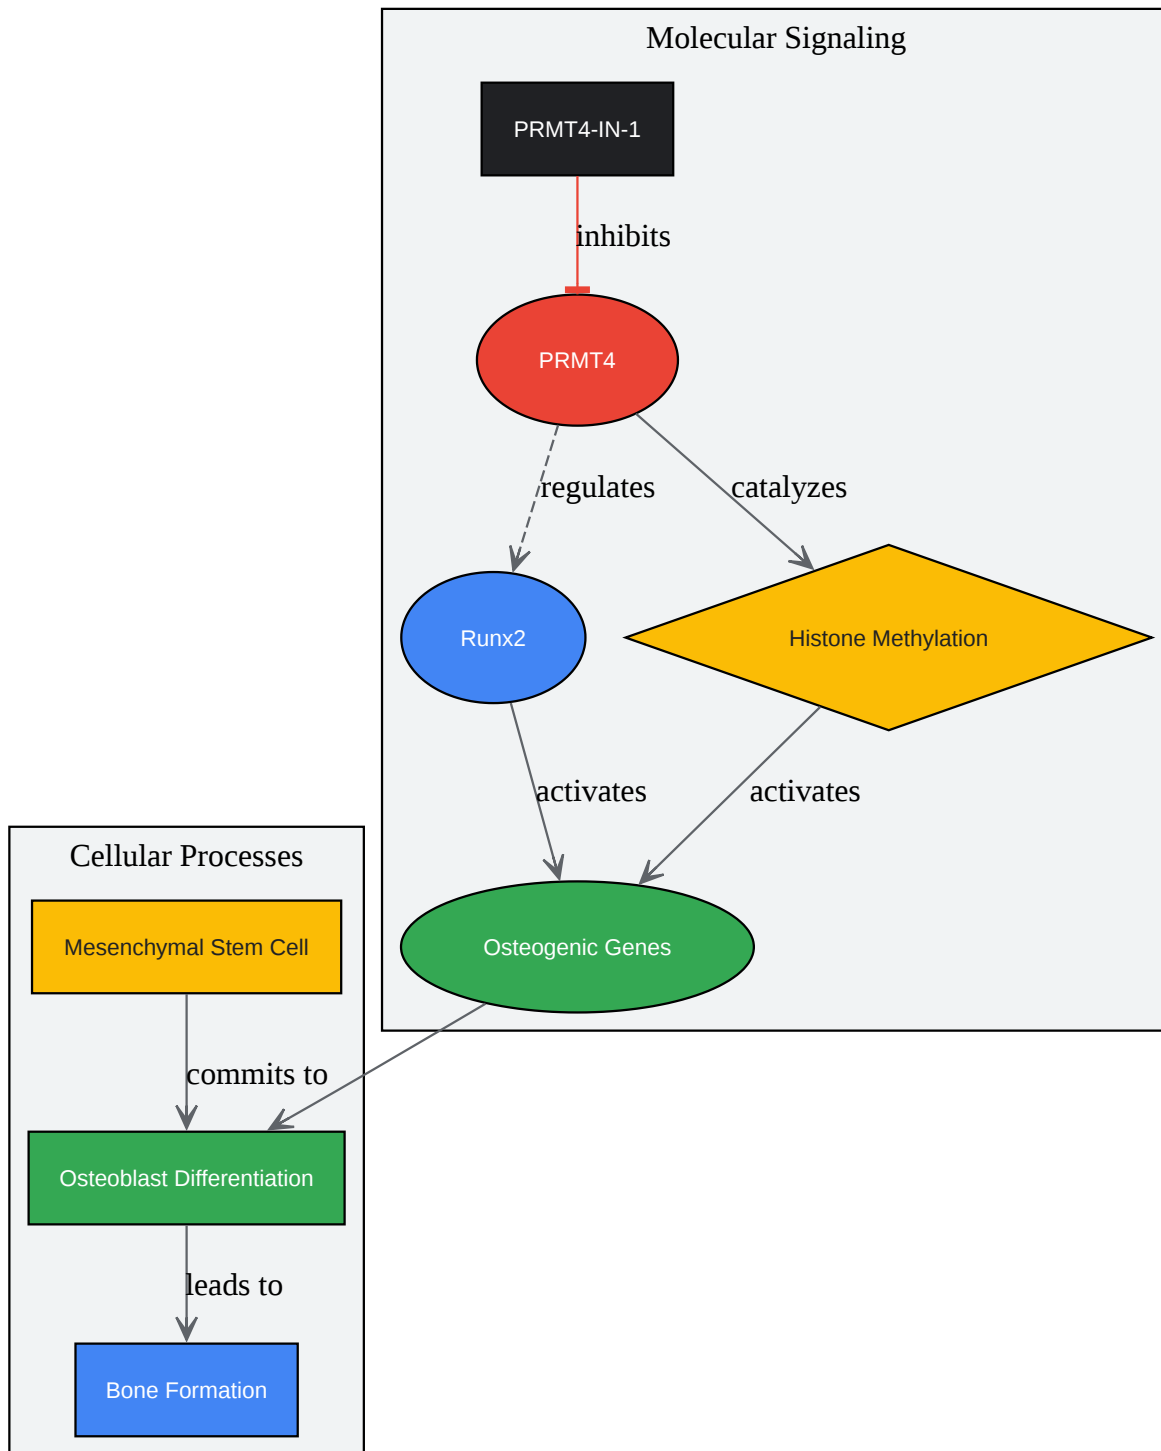 Molecular Signaling
PRMT4-IN-1
inhibits
PRMT4
regulates
catalyzes
Runx2
Histone Methylation
activates
activates
Cellular Processes
Mesenchymal Stem Cell
Osteogenic Genes
commits to
Osteoblast Differentiation
leads to
Bone Formation